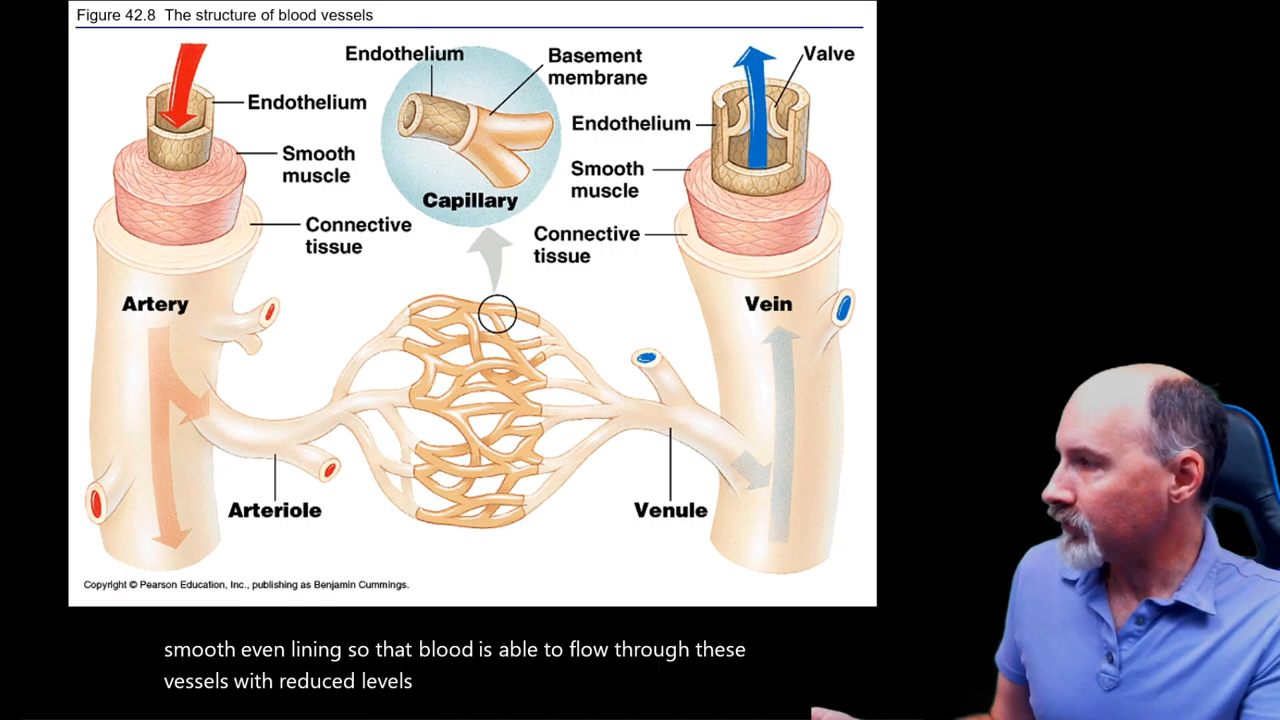 Figure 42.8 The structure of blood vessels
Endothelium
Basement
membrane
Valve
Endothelium
Endothelium
Smooth
muscle
Smooth
muscle
Capillary
Connective
tissue
Connective
tissue
Artery
Vein
Arteriole
Venule
Copyright © Pearson Education, Inc., publishing as Benjamin Cummings.
smooth even lining so that blood is able to flow through these
vessels with reduced levels